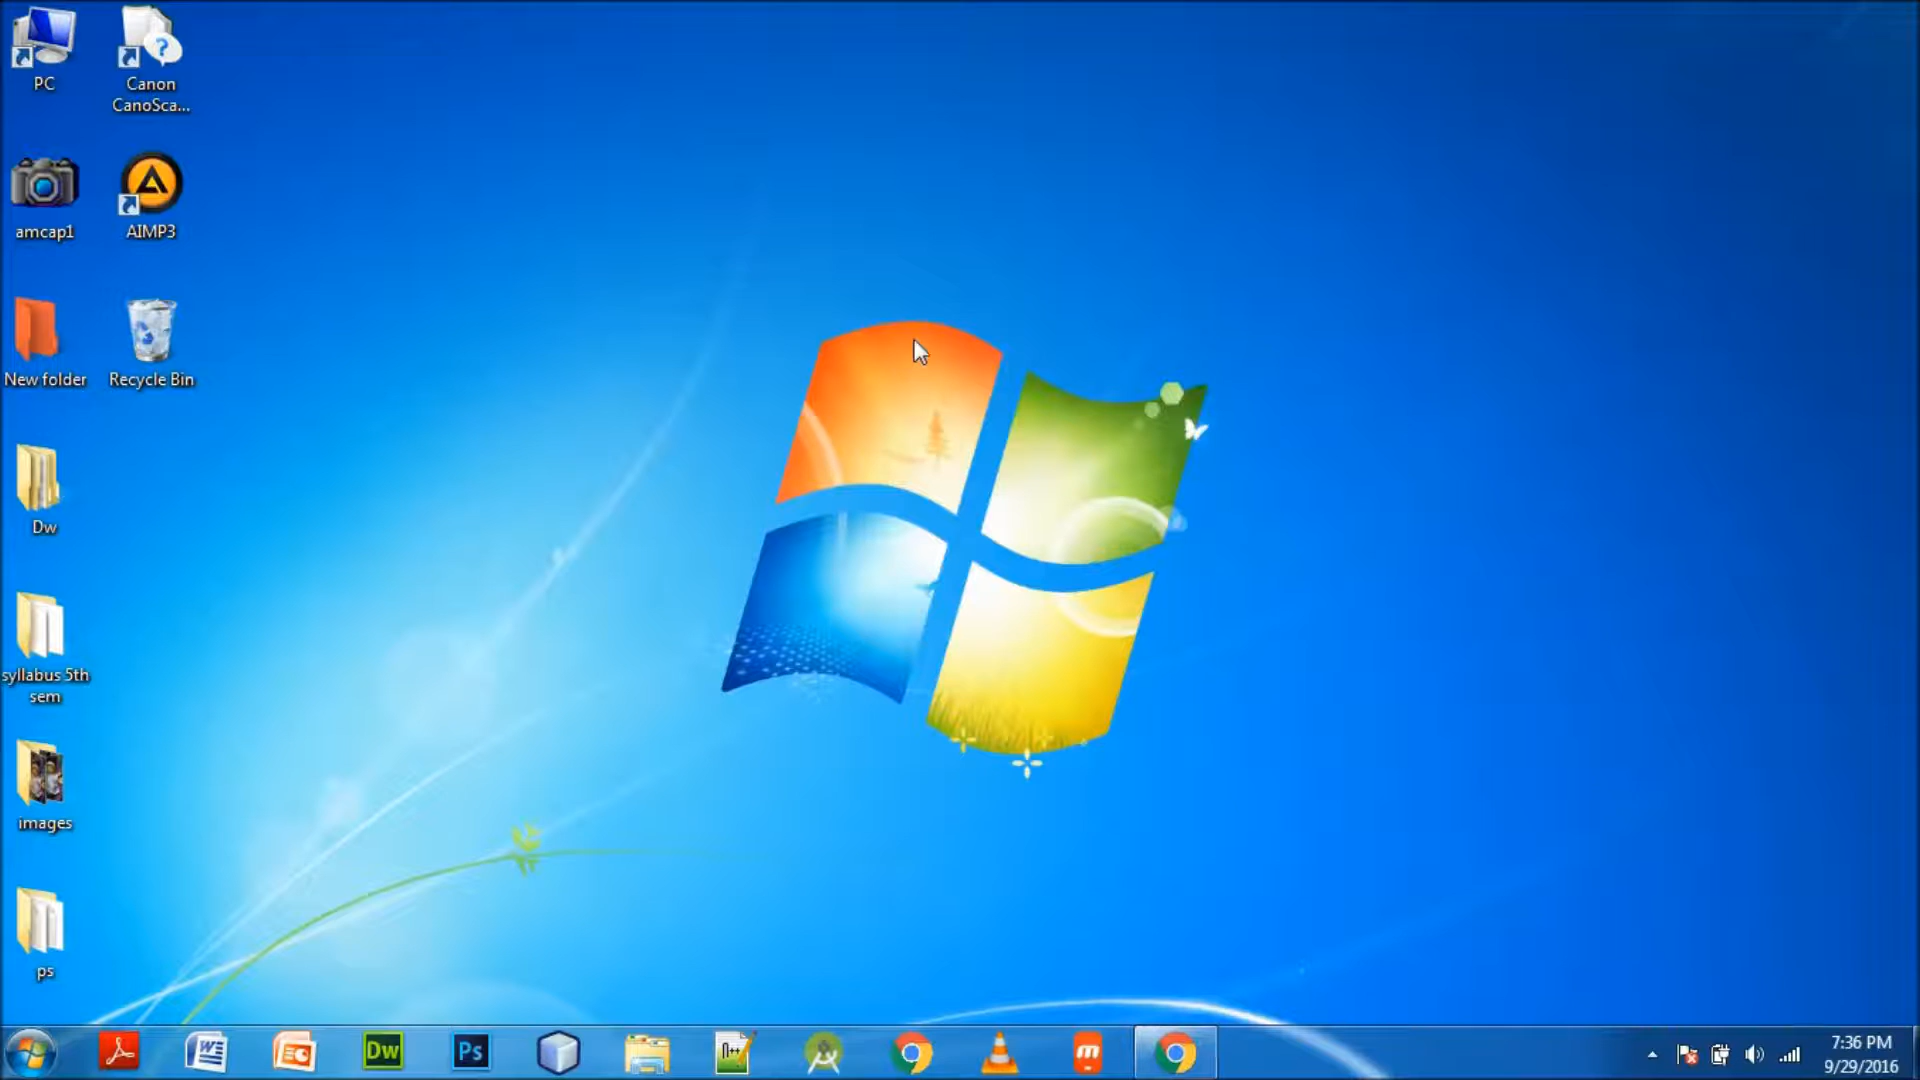 PC
Canon
CanoSca...
amcap1
AIMP3
New folder
Recycle Bin
Dw
syllabus 5th
sem
images
ps
W
Dw
Ps
n++
m
7:36 PM
9/29/2016